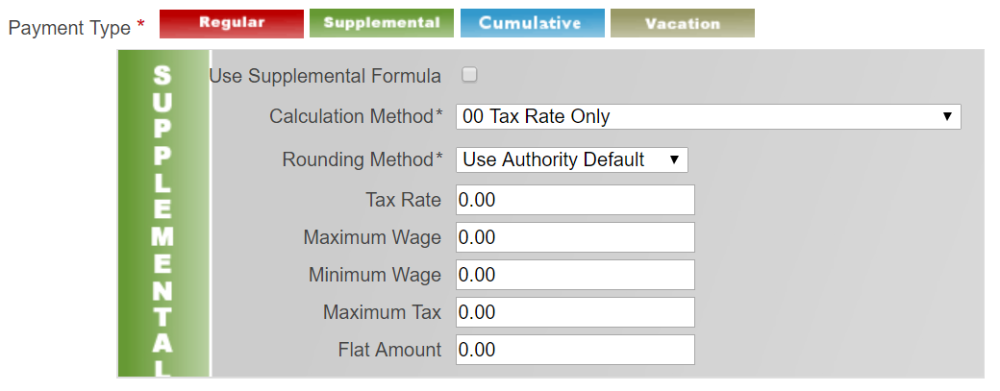 Payment Type * Regular Supplemental Cumulative Vacation
SUPPLEMENTAL
Use Supplemental Formula
Calculation Method* 00 Tax Rate Only
Rounding Method* Use Authority Default
Tax Rate 0.00
Maximum Wage 0.00
Minimum Wage 0.00
Maximum Tax 0.00
Flat Amount 0.00